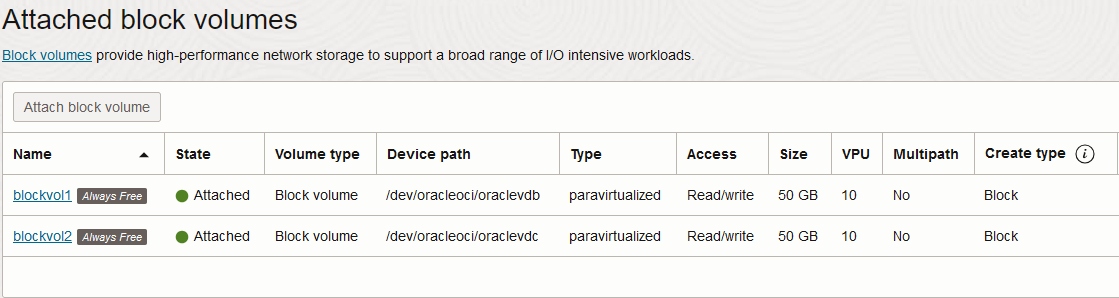 Attached block volumes
Block volumes provide high-performance network storage to support a broad range of I/O intensive workloads.
Attach block volume
Name State Volume type Device path Type Access Size VPU Multipath Create type i
blockvol1 Always Free Attached Block volume /dev/oracleoci/oraclevdb paravirtualized Read/write 50 GB 10 No Block
blockvol2 Always Free Attached Block volume /dev/oracleoci/oraclevdc paravirtualized Read/write 50 GB 10 No Block